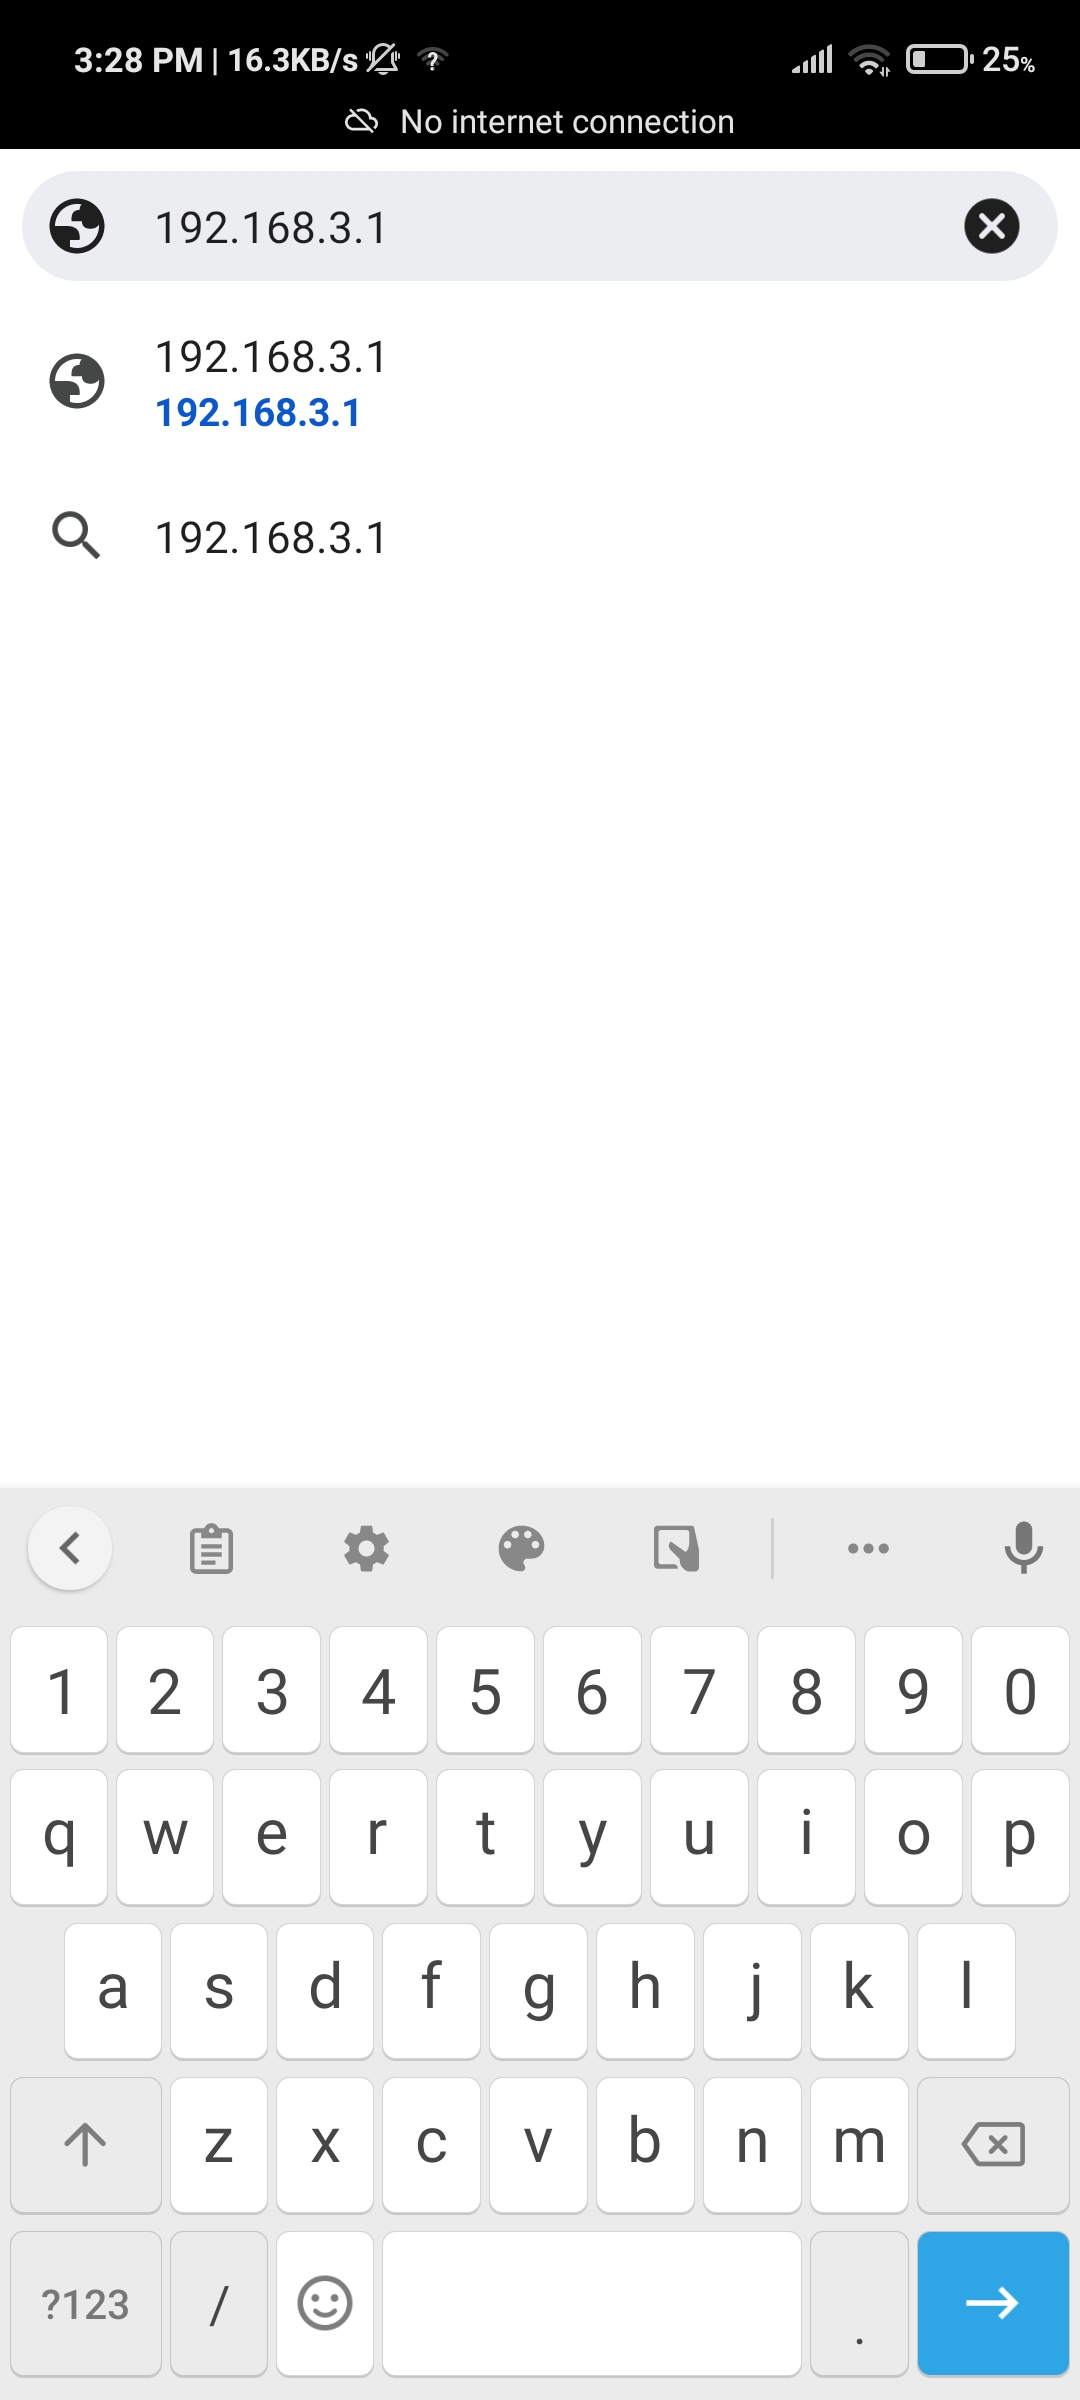 3:28 PM | 16.3KB/s ? 25%
No internet connection
192.168.3.1
192.168.3.1
192.168.3.1
192.168.3.1
1 2 3 4 5 6 7 8 9 0
q w e r t y u i o p
a s d f g h j k l
z x c v b n m
?123 / .